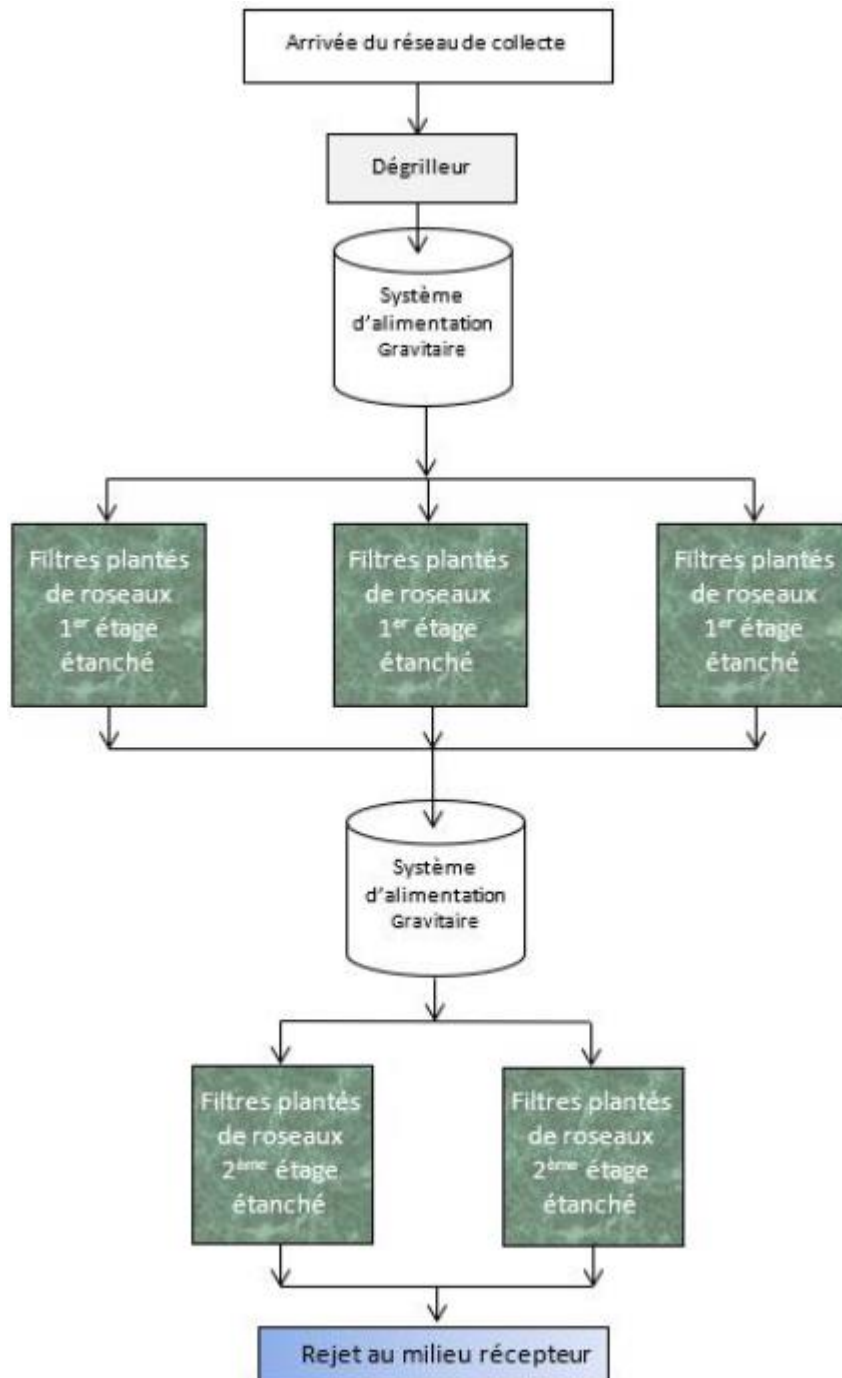 Arrivée du réseau de collecte
Dégrilleur
Système
d'alimentation
Gravitaire
Filtres plantés
de roseaux
1er étage
étanché
Filtres plantés
de roseaux
1er étage
étanché
Filtres plantés
de roseaux
1er étage
étanché
Système
d'alimentation
Gravitaire
Filtres plantés
de roseaux
2ème étage
étanché
Filtres plantés
de roseaux
2ème étage
étanché
Rejet au milieu récepteur